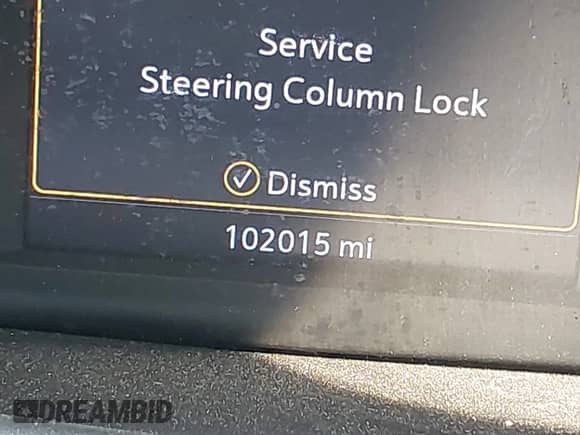 Service
Steering Column Lock
Dismiss
102015 mi
DREAMBID